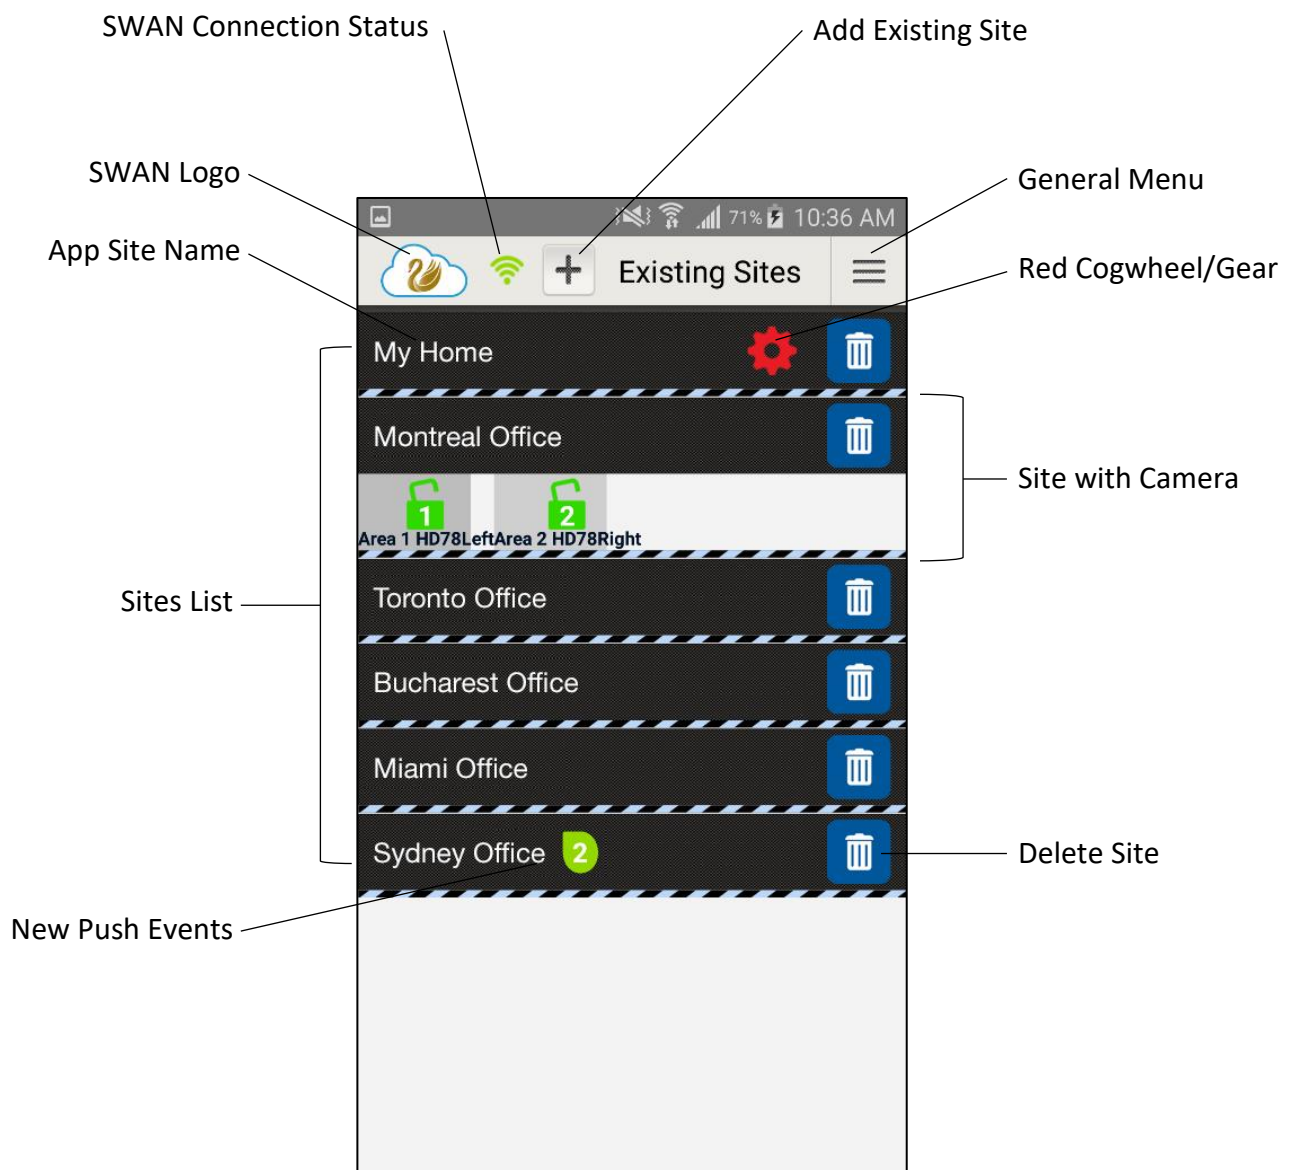 SWAN Connection Status
Add Existing Site
SWAN Logo
General Menu
71% 10:36 AM
App Site Name
Existing Sites
Red Cogwheel/Gear
My Home
Montreal Office
Site with Camera
1
2
Area 1 HD78LeftArea 2 HD78Right
Sites List
Toronto Office
Bucharest Office
Miami Office
Sydney Office 2
Delete Site
New Push Events